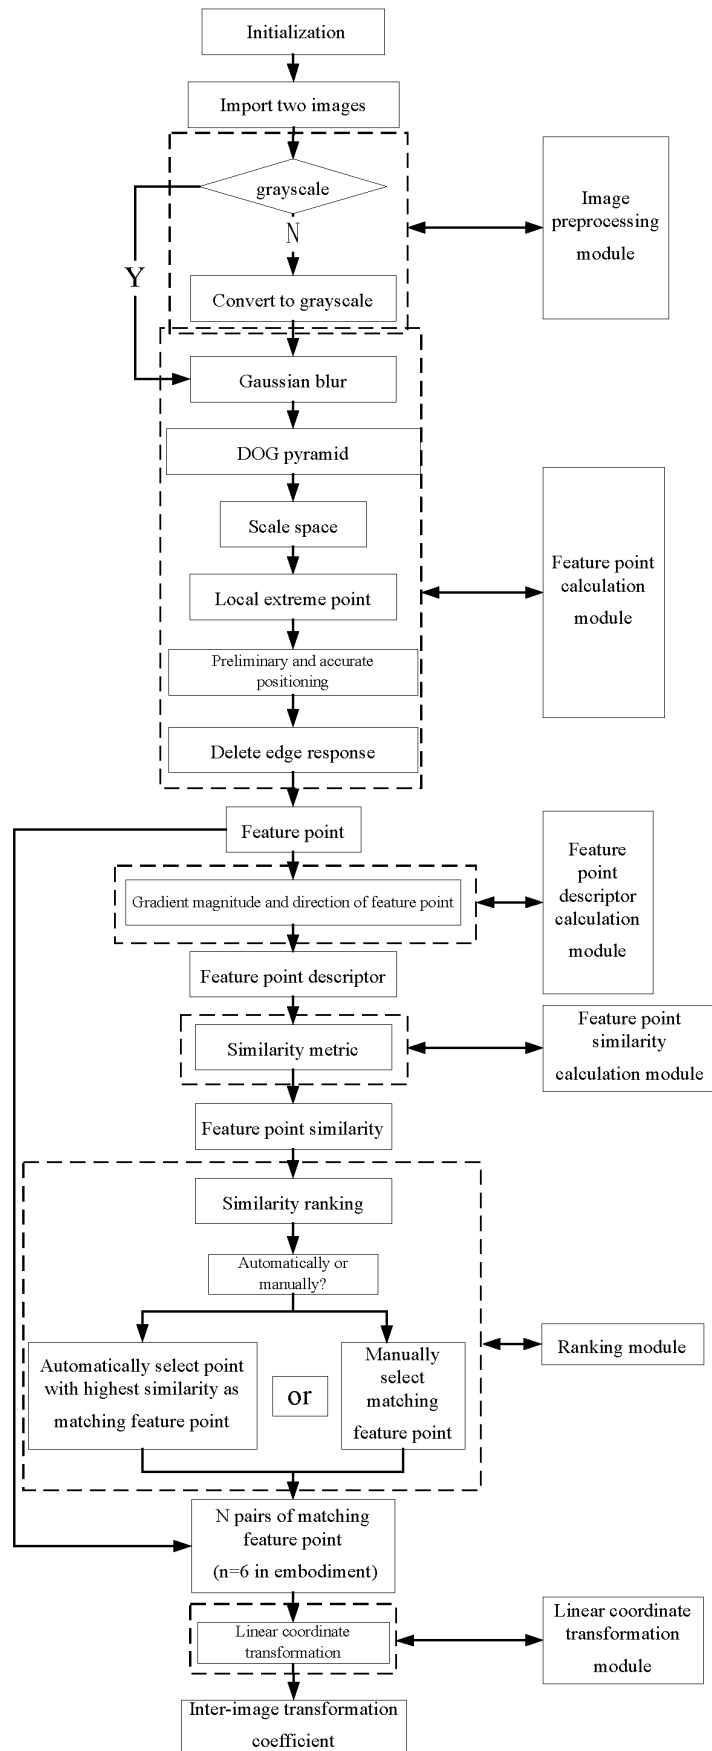 Initialization
Import two images
grayscale
N
Y
Convert to grayscale
Image
preprocessing
module
Gaussian blur
DOG pyramid
Scale space
Local extreme point
Preliminary and accurate
positioning
Delete edge response
Feature point
calculation
module
Feature point
Gradient magnitude and direction of feature point
Feature
point
descriptor
calculation
module
Feature point descriptor
Similarity metric
Feature point
similarity
calculation module
Feature point similarity
Similarity ranking
Automatically or
manually?
Automatically select point
with highest similarity as
matching feature point
or
Manually
select
matching
feature point
Ranking module
N pairs of matching
feature point
(n=6 in embodiment)
Linear coordinate
transformation
Linear coordinate
transformation
module
Inter-image transformation
coefficient